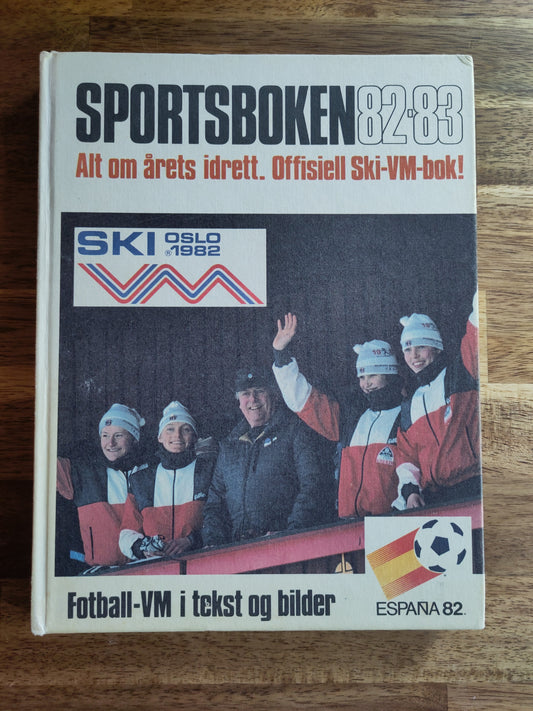 SPORTSBOKEN 82·83
Alt om årets idrett. Offisiell Ski-VM-bok!
SKI OSLO
®1982
VM
Fotball-VM i tekst og bilder
ESPAÑA 82.